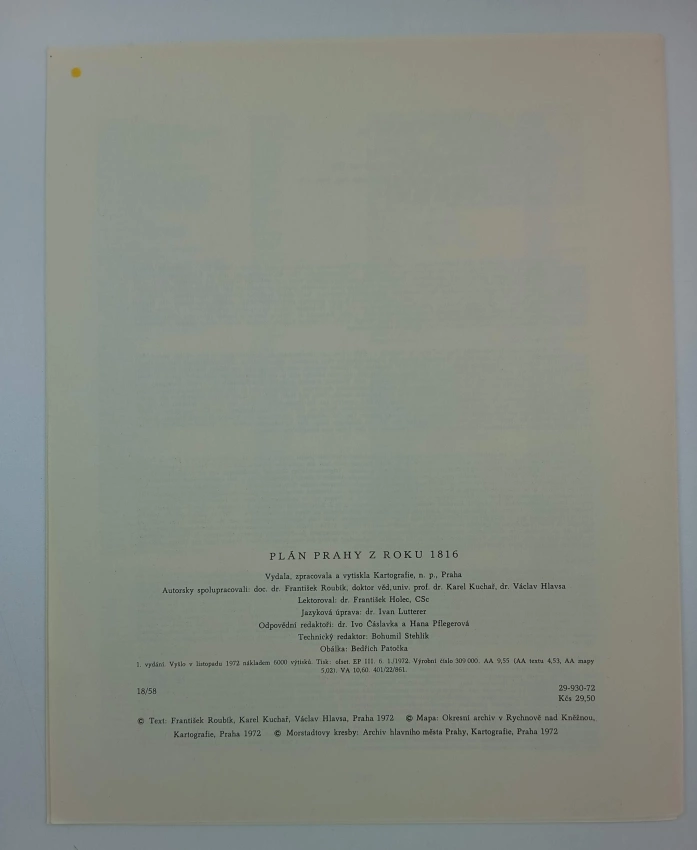 PLÁN PRAHY Z ROKU 1816
Vydala, zpracovala a vytiskla Kartografie, n. p., Praha
Autorsky spolupracovali: doc. dr. František Roubík, doktor věd, univ. prof. dr. Karel Kuchař, dr. Václav Hlavsa
Lektoroval: dr. František Holec, CSc
Jazyková úprava: dr. Ivan Lutterer
Odpovědní redaktoři: dr. Ivo Čáslavka a Hana Pflegerová
Technický redaktor: Bohumil Stehlík
Obálka: Bedřich Patočka
1. vydání. Vyšlo v listopadu 1972 nákladem 6000 výtisků. Tisk: ofset. EP III. 6. 1./1972. Výrobní číslo 309 000. AA 9,55 (AA textu 4,53, AA mapy
5,02). VA 10,60. 401/22/861.
18/58 29-930-72
Kčs 29,50
© Text: František Roubík, Karel Kuchař, Václav Hlavsa, Praha 1972 © Mapa: Okresní archiv v Rychnově nad Kněžnou,
Kartografie, Praha 1972 © Morstadtovy kresby: Archiv hlavního města Prahy, Kartografie, Praha 1972